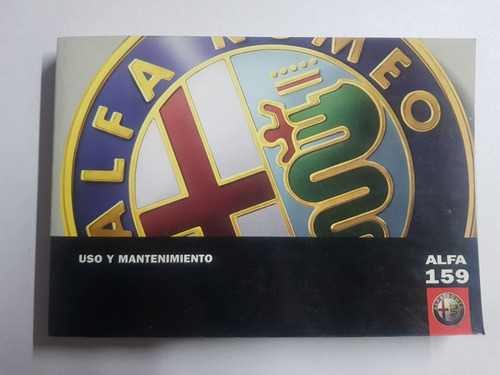 ALFA ROMEO
USO Y MANTENIMIENTO
ALFA
159